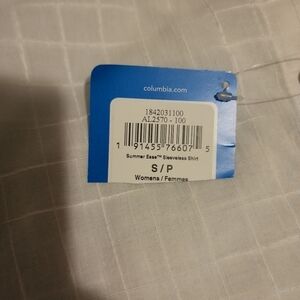 columbia.com
1842031100
AL2570 - 100
1 91455 76607 5
Summer Ease™ Sleeveless Shirt
S / P
Womens / Femmes